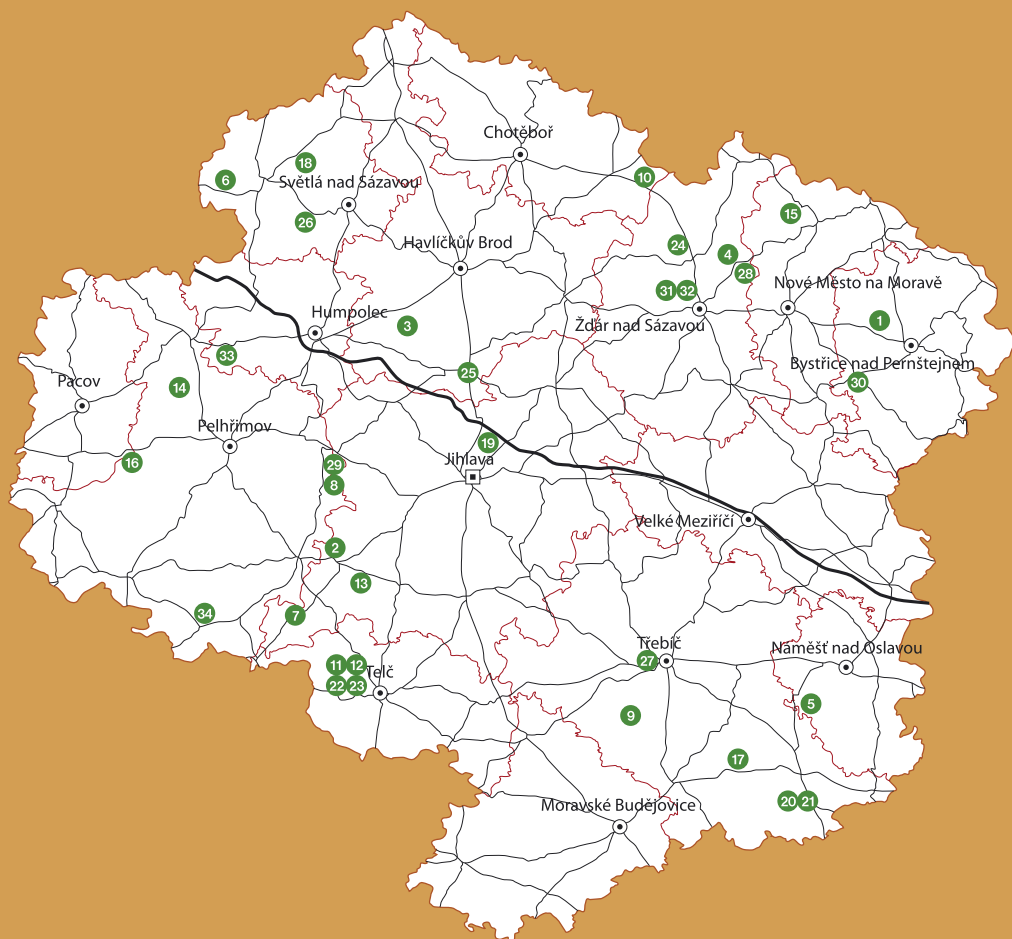 Chotěboř
18
6
10
Světlá nad Sázavou
15
26
24
Havlíčkův Brod
4
28
Nové Město na Moravě
31 32
Humpolec
3
Žďár nad Sázavou
1
33
Bystřice nad Pernštejnem
25
Pacov
14
30
Pelhřimov
19
16
29
Jihlava
8
Velké Meziříčí
2
13
34
7
Třebíč
Náměšť nad Oslavou
27
11 12
Telč
22 23
5
9
17
20 21
Moravské Budějovice